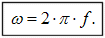 ω = 2 · π · f.